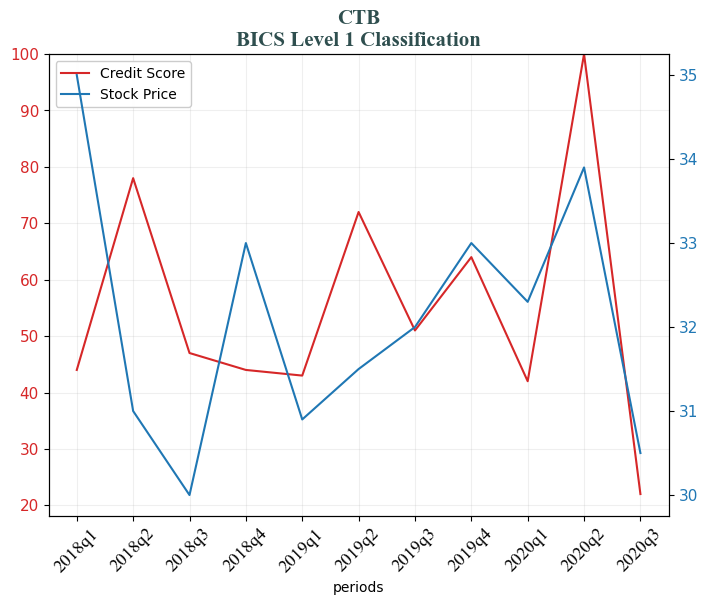 CTB
BICS Level 1 Classification
Credit Score
Stock Price
100
90
80
70
60
50
40
30
20
35
34
33
32
31
30
2018q1
2018q2
2018q3
2018q4
2019q1
2019q2
2019q3
2019q4
2020q1
2020q2
2020q3
periods